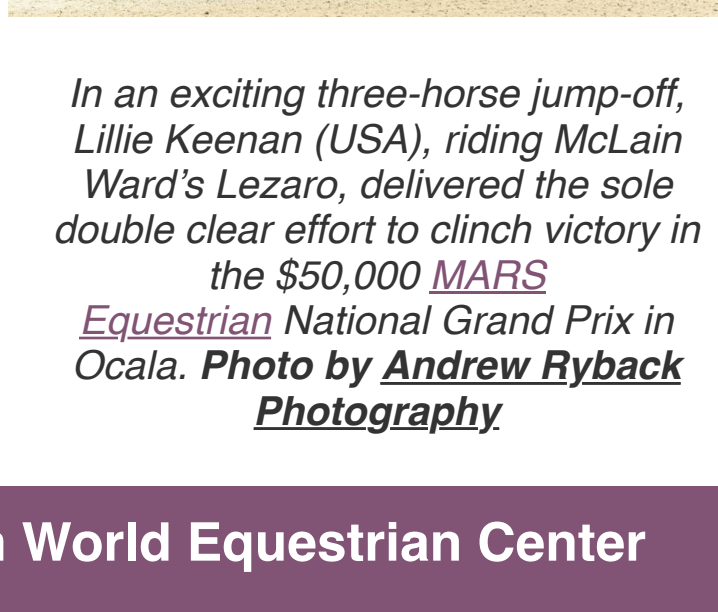 In an exciting three-horse jump-off,
Lillie Keenan (USA), riding McLain
Ward’s Lezaro, delivered the sole
double clear effort to clinch victory in
the $50,000 MARS
Equestrian National Grand Prix in
Ocala. Photo by Andrew Ryback
Photography
World Equestrian Center